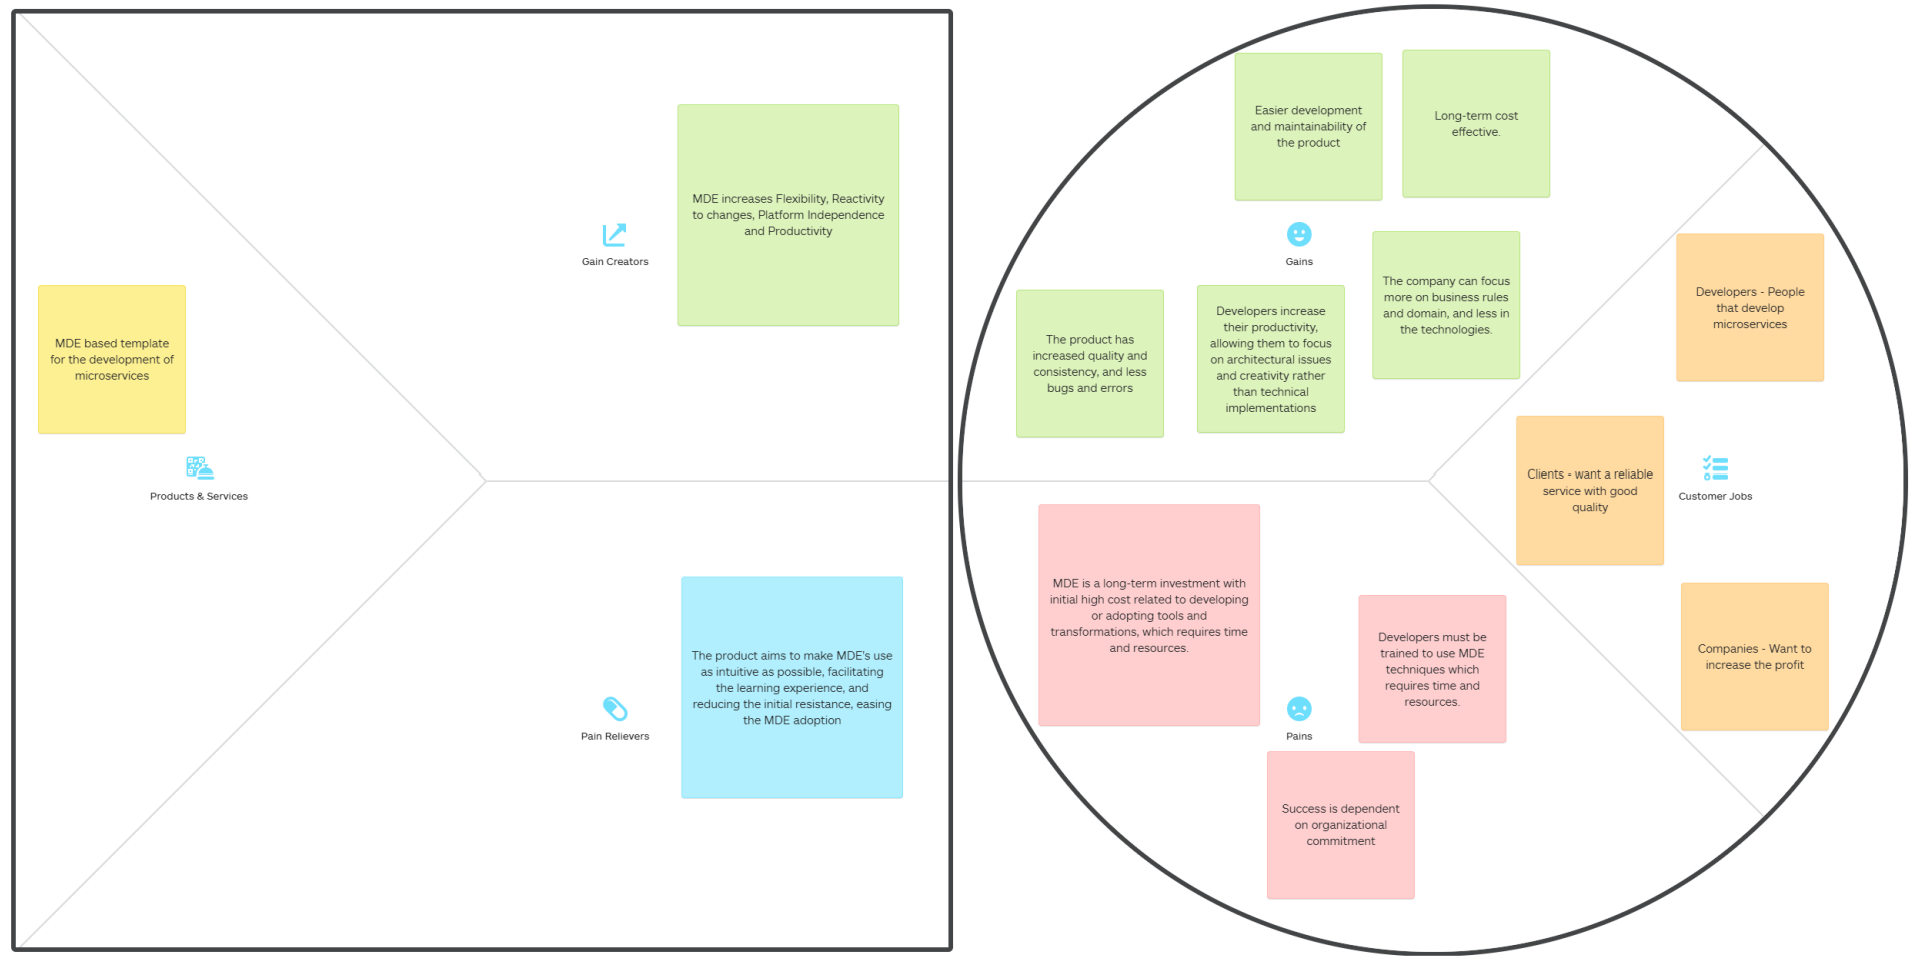 MDE based template
for the development of
microservices
Products & Services
MDE increases Flexibility, Reactivity
to changes, Platform Independence
and Productivity
Gain Creators
The product aims to make MDE's use
as intuitive as possible, facilitating
the learning experience, and
reducing the initial resistance, easing
the MDE adoption
Pain Relievers
Easier development
and maintainability of
the product
Long-term cost
effective.
Gains
The product has
increased quality and
consistency, and less
bugs and errors
Developers increase
their productivity,
allowing them to focus
on architectural issues
and creativity rather
than technical
implementations
The company can focus
more on business rules
and domain, and less in
the technologies.
Developers - People
that develop
microservices
Clients - want a reliable
service with good
quality
Customer Jobs
Companies - Want to
increase the profit
MDE is a long-term investment with
initial high cost related to developing
or adopting tools and
transformations, which requires time
and resources.
Developers must be
trained to use MDE
techniques which
requires time and
resources.
Pains
Success is dependent
on organizational
commitment